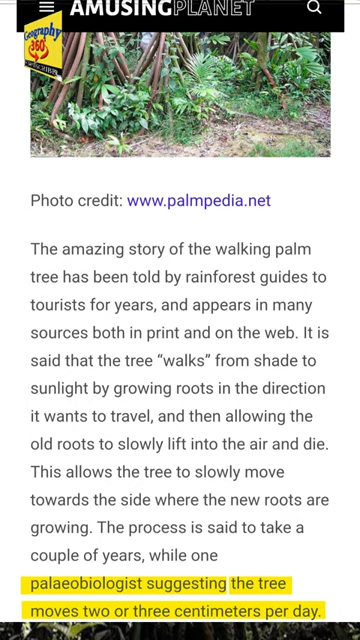 AMUSINGPLANET
Geography
360°
Photo credit: www.palmpedia.net
The amazing story of the walking palm
tree has been told by rainforest guides to
tourists for years, and appears in many
sources both in print and on the web. It is
said that the tree “walks” from shade to
sunlight by growing roots in the direction
it wants to travel, and then allowing the
old roots to slowly lift into the air and die.
This allows the tree to slowly move
towards the side where the new roots are
growing. The process is said to take a
couple of years, while one
palaeobiologist suggesting the tree
moves two or three centimeters per day.